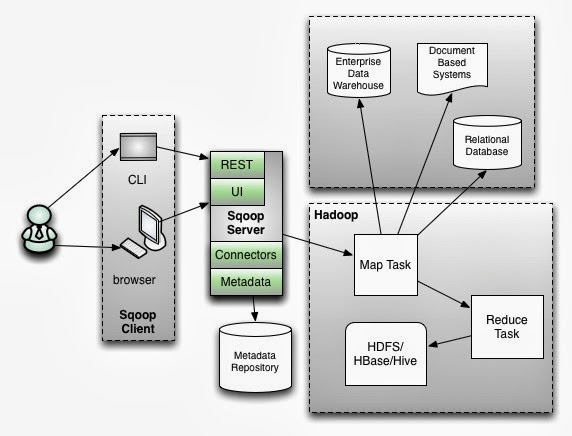 Enterprise
Data
Warehouse
Document
Based
Systems
Relational
Database
CLI
browser
Sqoop
Client
REST
UI
Sqoop
Server
Connectors
Metadata
Metadata
Repository
Hadoop
Map Task
Reduce
Task
HDFS/
HBase/Hive